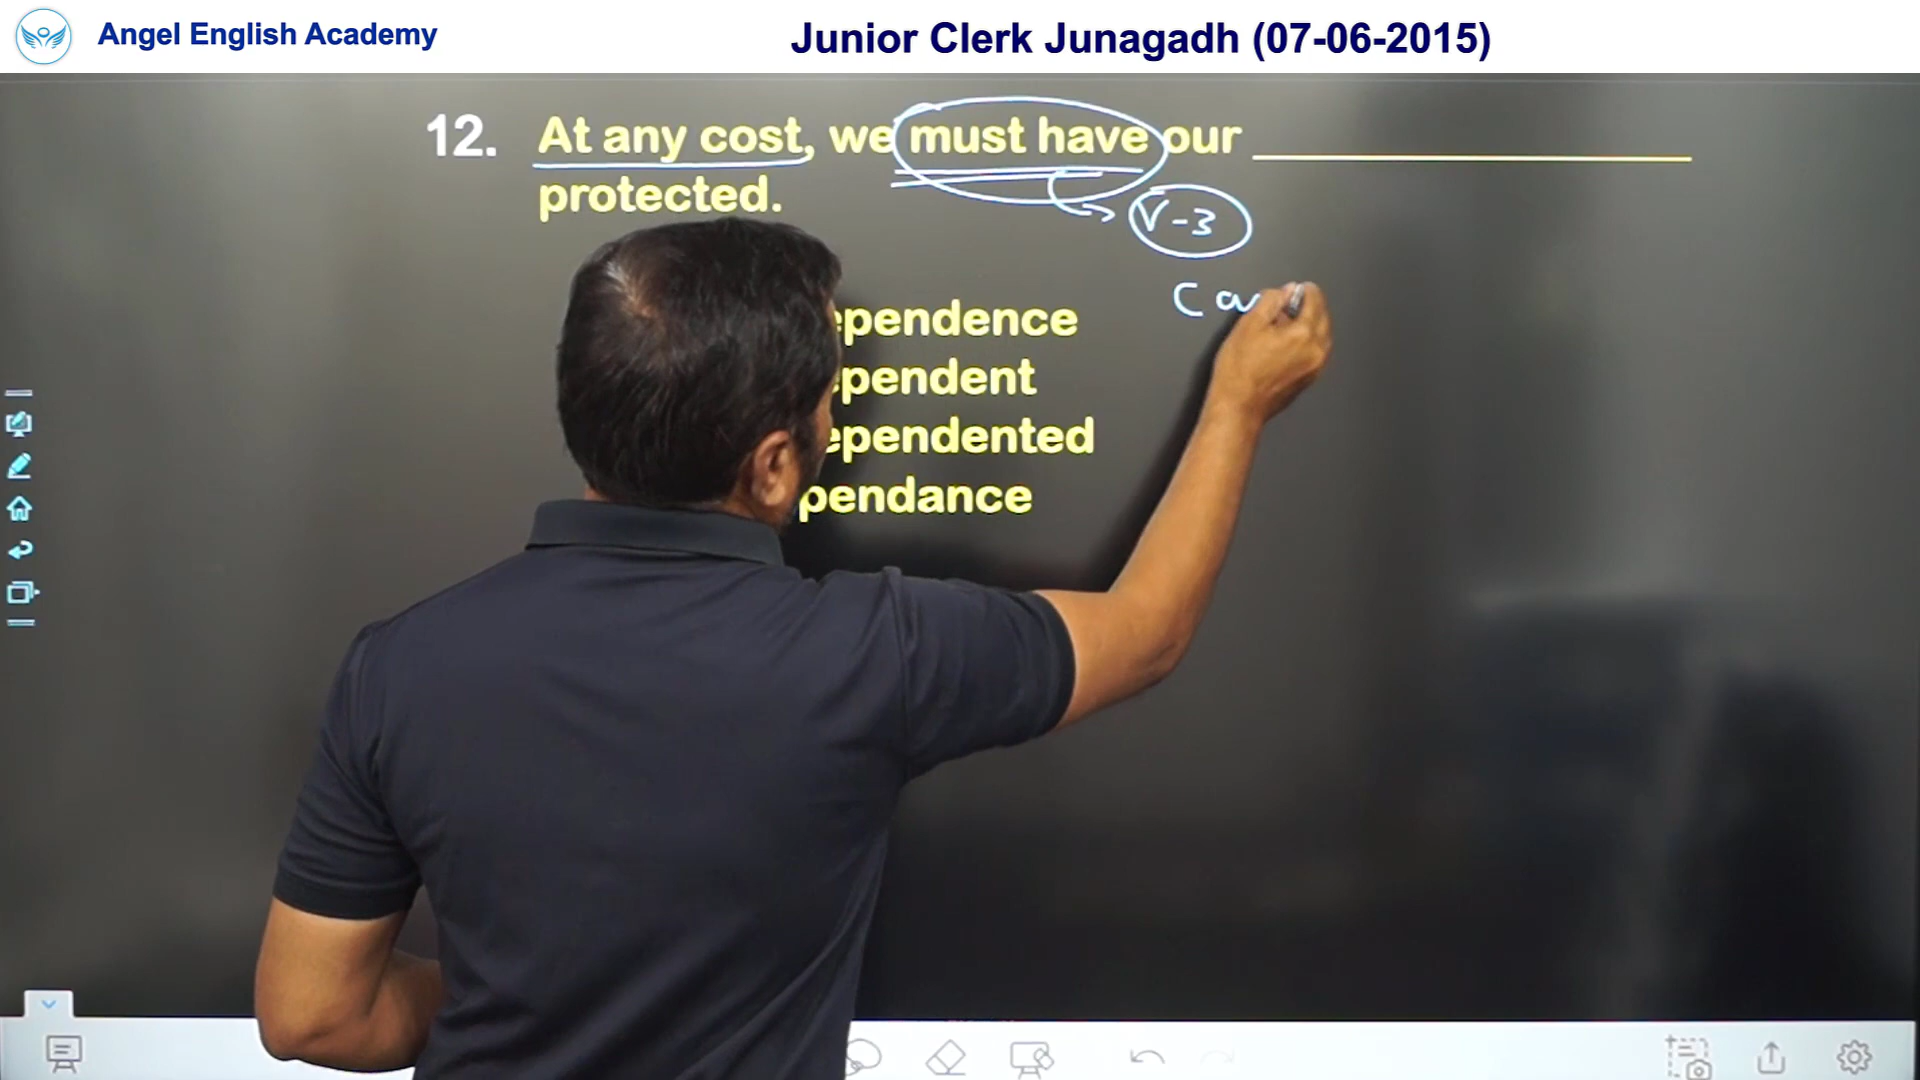 Angel English Academy
Junior Clerk Junagadh (07-06-2015)
12. At any cost, we must have our
protected.
V-3
ependence
ependent
ependented
pendance